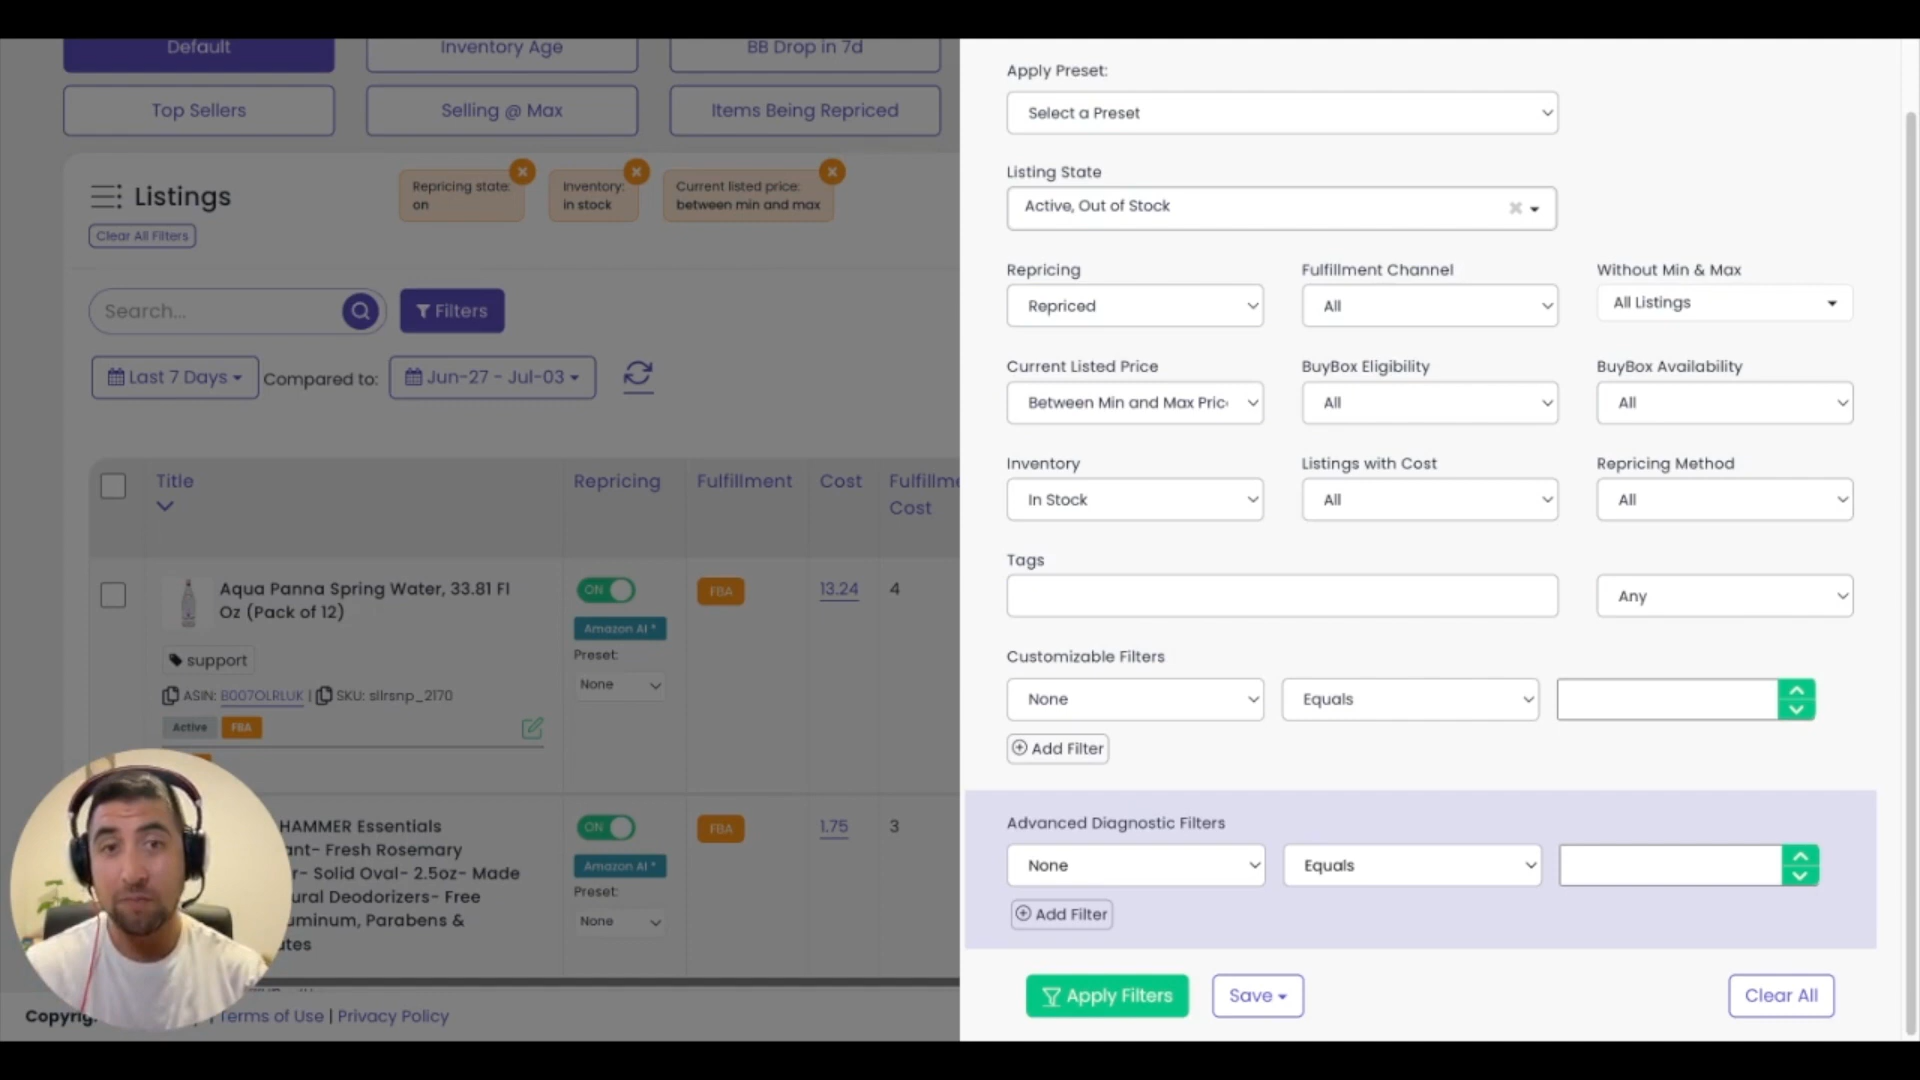 Default
Inventory Age
BB Drop in 7d
Top Sellers
Selling @ Max
Items Being Repriced
Listings
Clear All Filters
Repricing state:
on
Inventory:
in stock
Current listed price:
between min and max
Search...
Filters
Last 7 Days
Compared to:
Jun-27 - Jul-03
Title
Repricing
Fulfillment
Cost
Fulfillme
Cost
Aqua Panna Spring Water, 33.81 Fl
Oz (Pack of 12)
support
ASIN: B007OLRLUK | SKU: sllrsnp_2170
Active
FBA
ON
Amazon AI *
Preset:
None
FBA
13.24
4
HAMMER Essentials
ant- Fresh Rosemary
r- Solid Oval- 2.5oz- Made
ural Deodorizers- Free
uminum, Parabens &
ates
ON
Amazon AI *
Preset:
None
FBA
1.75
3
Copyrig
Terms of Use | Privacy Policy
Apply Preset:
Select a Preset
Listing State
Active, Out of Stock
Repricing
Repriced
Fulfillment Channel
All
Without Min & Max
All Listings
Current Listed Price
Between Min and Max Pric
BuyBox Eligibility
All
BuyBox Availability
All
Inventory
In Stock
Listings with Cost
All
Repricing Method
All
Tags
Any
Customizable Filters
None
Equals
Add Filter
Advanced Diagnostic Filters
None
Equals
Add Filter
Apply Filters
Save
Clear All